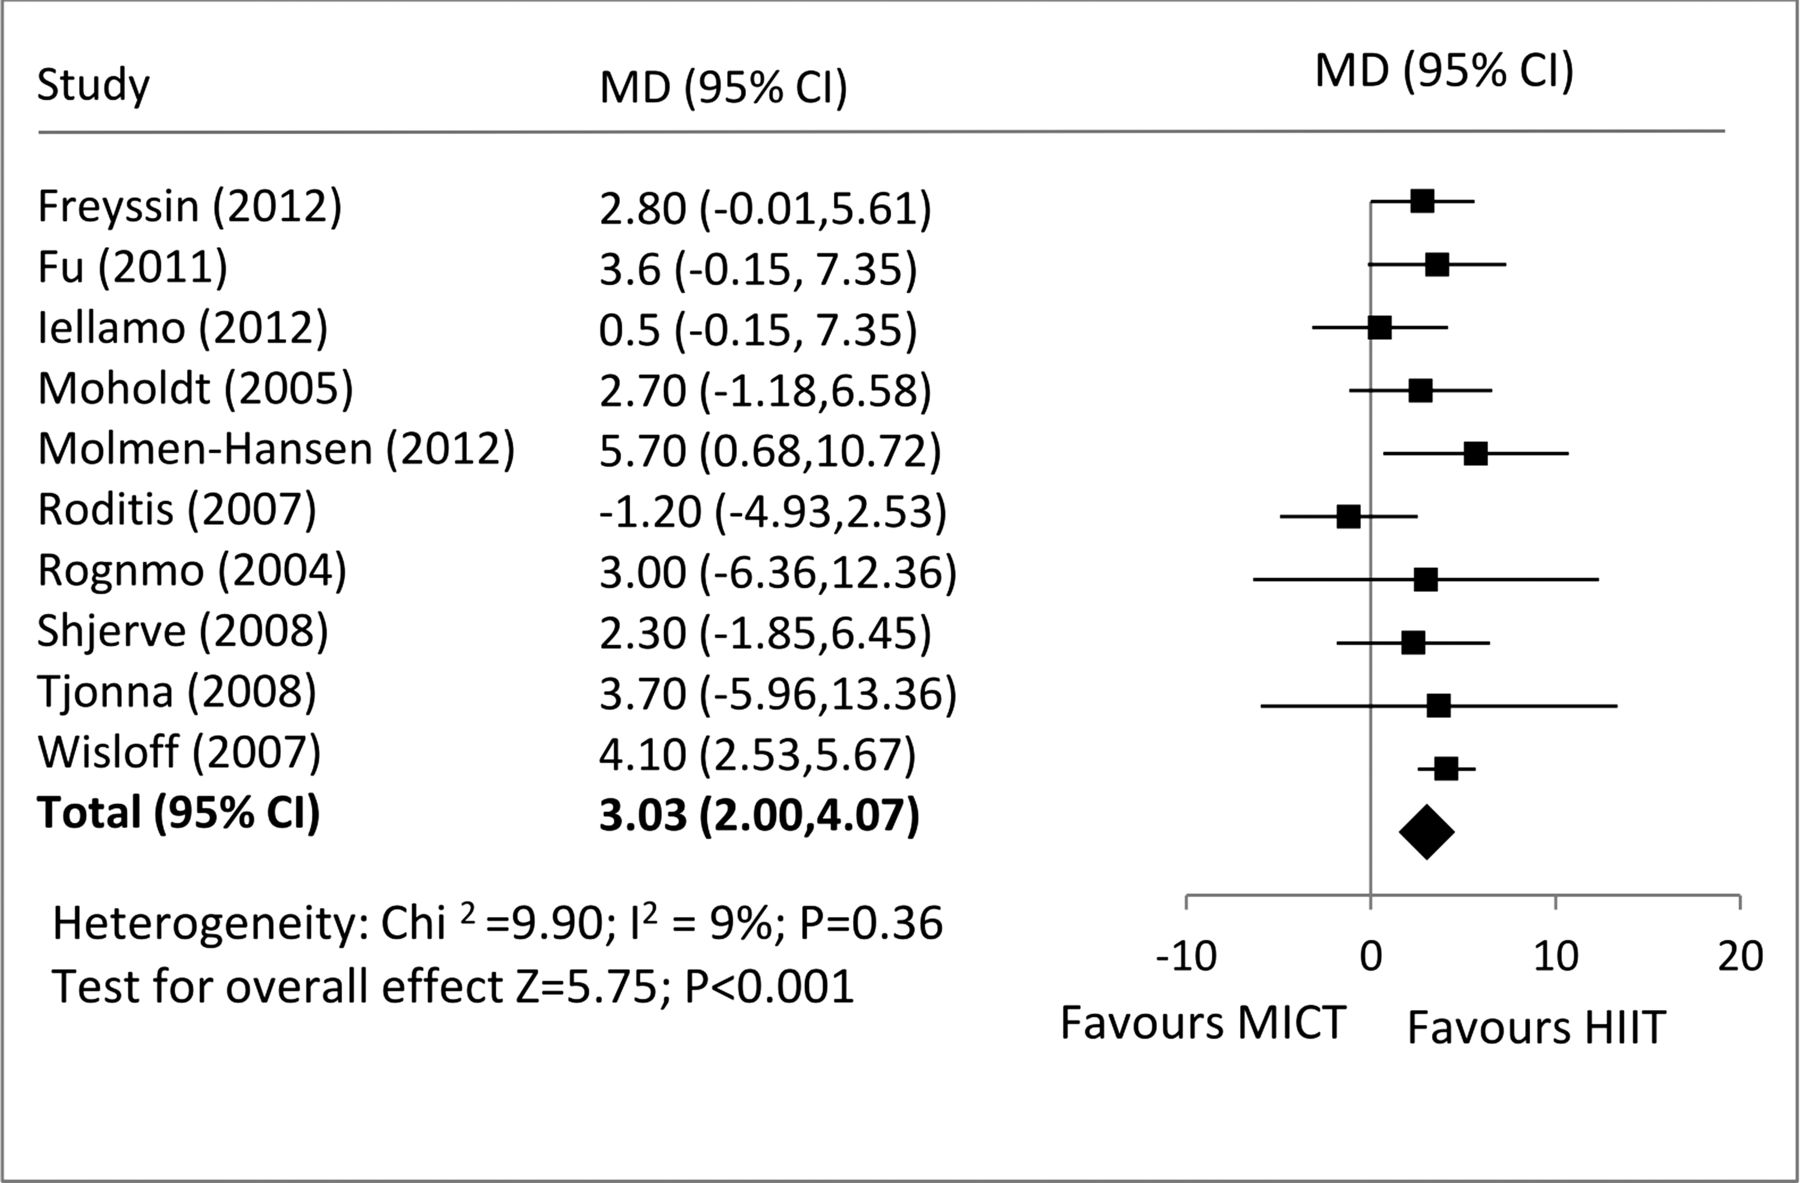 Study MD (95% CI) MD (95% CI)
Freyssin (2012) 2.80 (-0.01,5.61)
Fu (2011) 3.6 (-0.15, 7.35)
Iellamo (2012) 0.5 (-0.15, 7.35)
Moholdt (2005) 2.70 (-1.18,6.58)
Molmen-Hansen (2012) 5.70 (0.68,10.72)
Roditis (2007) -1.20 (-4.93,2.53)
Rognmo (2004) 3.00 (-6.36,12.36)
Shjerve (2008) 2.30 (-1.85,6.45)
Tjonna (2008) 3.70 (-5.96,13.36)
Wisloff (2007) 4.10 (2.53,5.67)
Total (95% CI) 3.03 (2.00,4.07)
Heterogeneity: Chi ² =9.90; I² = 9%; P=0.36
Test for overall effect Z=5.75; P<0.001
-10 0 10 20
Favours MICT Favours HIIT